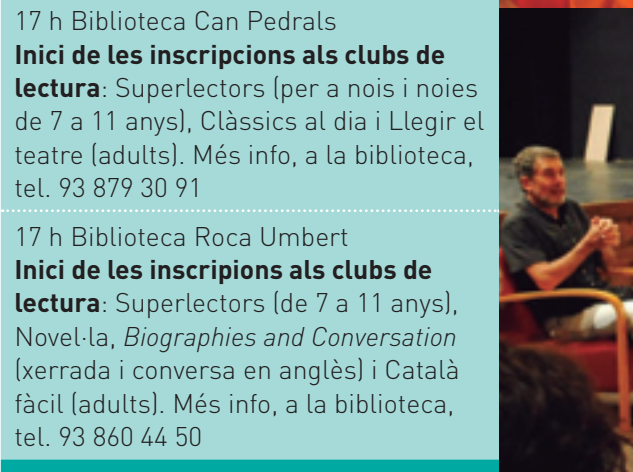 17 h Biblioteca Can Pedrals
Inici de les inscripcions als clubs de
lectura: Superlectors (per a nois i noies
de 7 a 11 anys), Clàssics al dia i Llegir el
teatre (adults). Més info, a la biblioteca,
tel. 93 879 30 91
17 h Biblioteca Roca Umbert
Inici de les inscripions als clubs de
lectura: Superlectors (de 7 a 11 anys),
Novel·la, Biographies and Conversation
(xerrada i conversa en anglès) i Català
fàcil (adults). Més info, a la biblioteca,
tel. 93 860 44 50